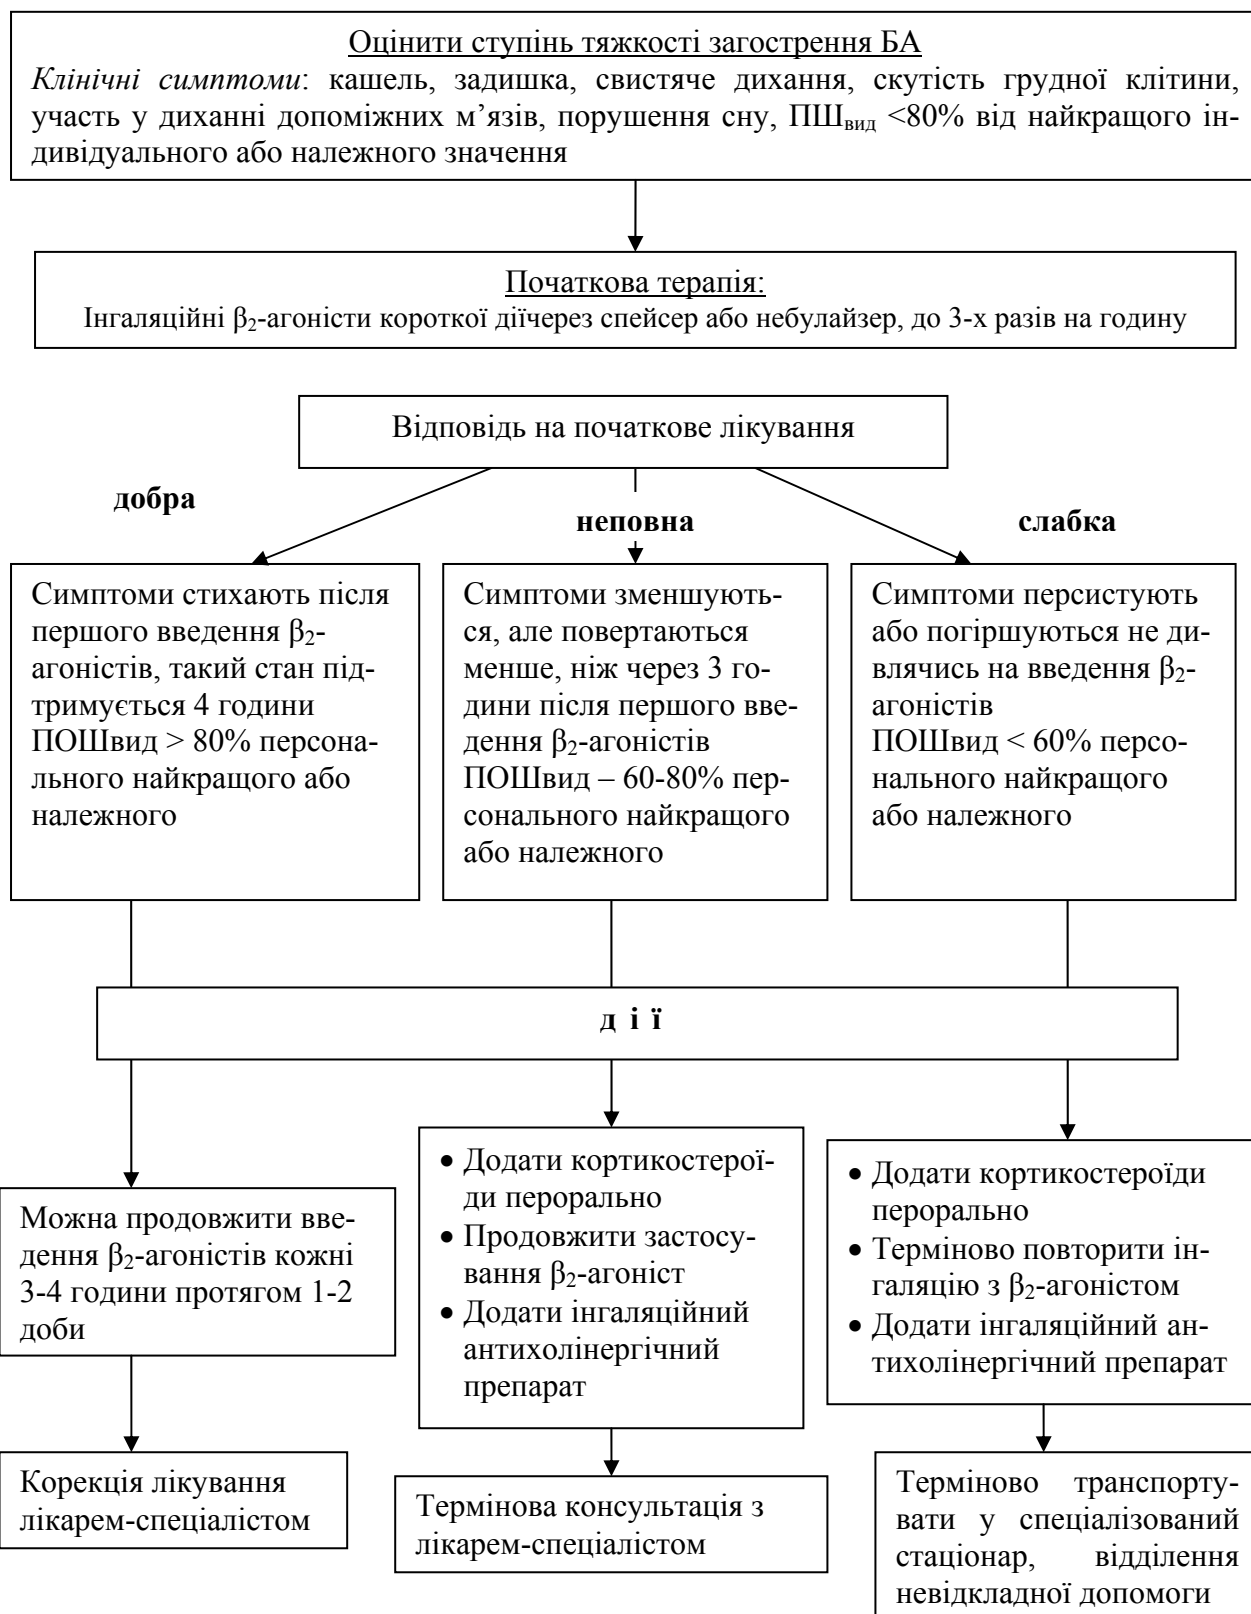 Оцінити ступінь тяжкості загострення БА
Клінічні симптоми: кашель, задишка, свистяче дихання, скутість грудної клітини,
участь у диханні допоміжних м’язів, порушення сну, ПШвид <80% від найкращого ін-
дивідуального або належного значення
Початкова терапія:
Інгаляційні β2-агоністи короткої діїчерез спейсер або небулайзер, до 3-х разів на годину
Відповідь на початкове лікування
добра
неповна
слабка
Симптоми стихають після
першого введення β2-
агоністів, такий стан під-
тримується 4 години
ПОШвид > 80% персона-
льного найкращого або
належного
Симптоми зменшують-
ся, але повертаються
менше, ніж через 3 го-
дини після першого вве-
дення β2-агоністів
ПОШвид – 60-80% пер-
сонального найкращого
або належного
Симптоми персистують
або погіршуються не ди-
влячись на введення β2-
агоністів
ПОШвид < 60% персо-
нального найкращого
або належного
д і ї
Можна продовжити вве-
дення β2-агоністів кожні
3-4 години протягом 1-2
доби
• Додати кортикостерої-
ди перорально
• Продовжити застосу-
вання β2-агоніст
• Додати інгаляційний
антихолінергічний
препарат
• Додати кортикостероїди
перорально
• Терміново повторити ін-
галяцію з β2-агоністом
• Додати інгаляційний ан-
тихолінергічний препарат
Корекція лікування
лікарем-спеціалістом
Термінова консультація з
лікарем-спеціалістом
Терміново транспорту-
вати у спеціалізований
стаціонар, відділення
невідкладної допомоги